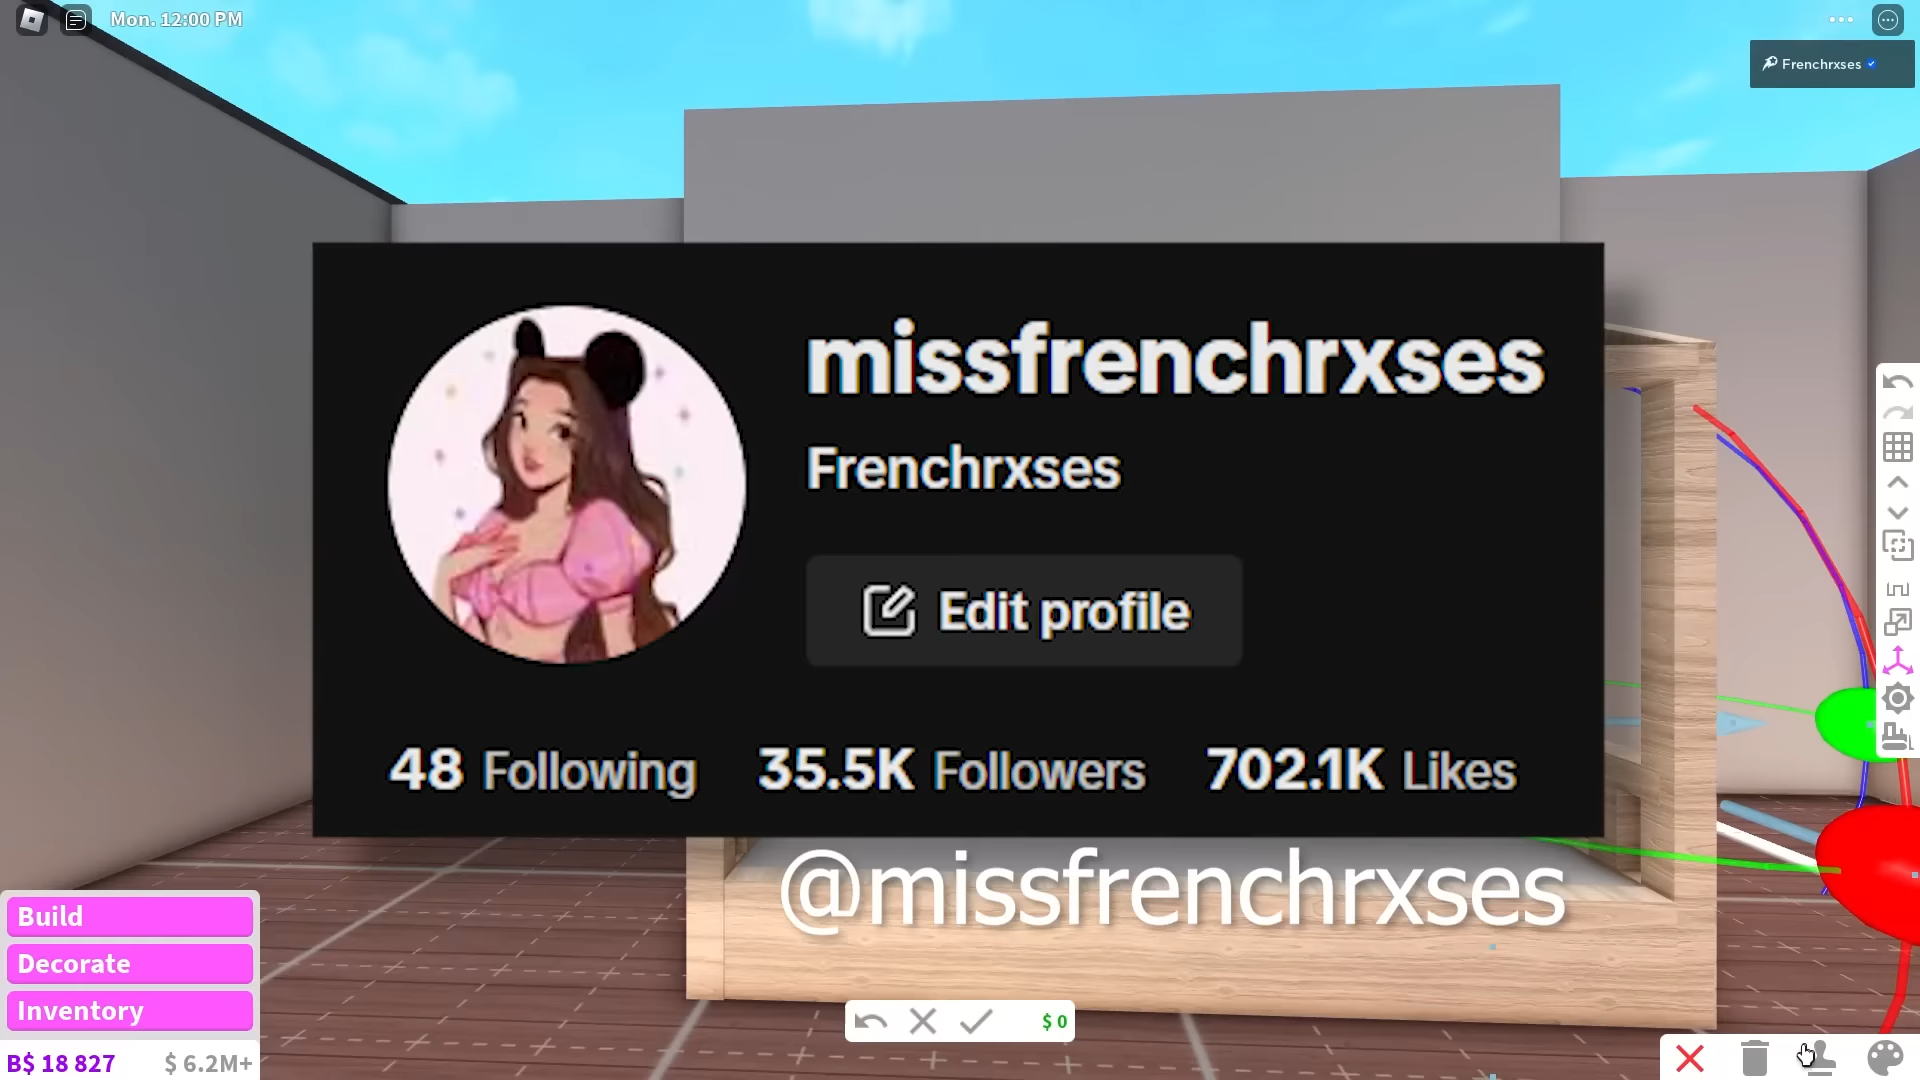 Mon. 12:00 PM
Frenchrxses
missfrenchrxses
Frenchrxses
Edit profile
48 Following 35.5K Followers 702.1K Likes
@missfrenchrxses
Build
Decorate
Inventory
B$ 18 827 $ 6.2M+
$ 0